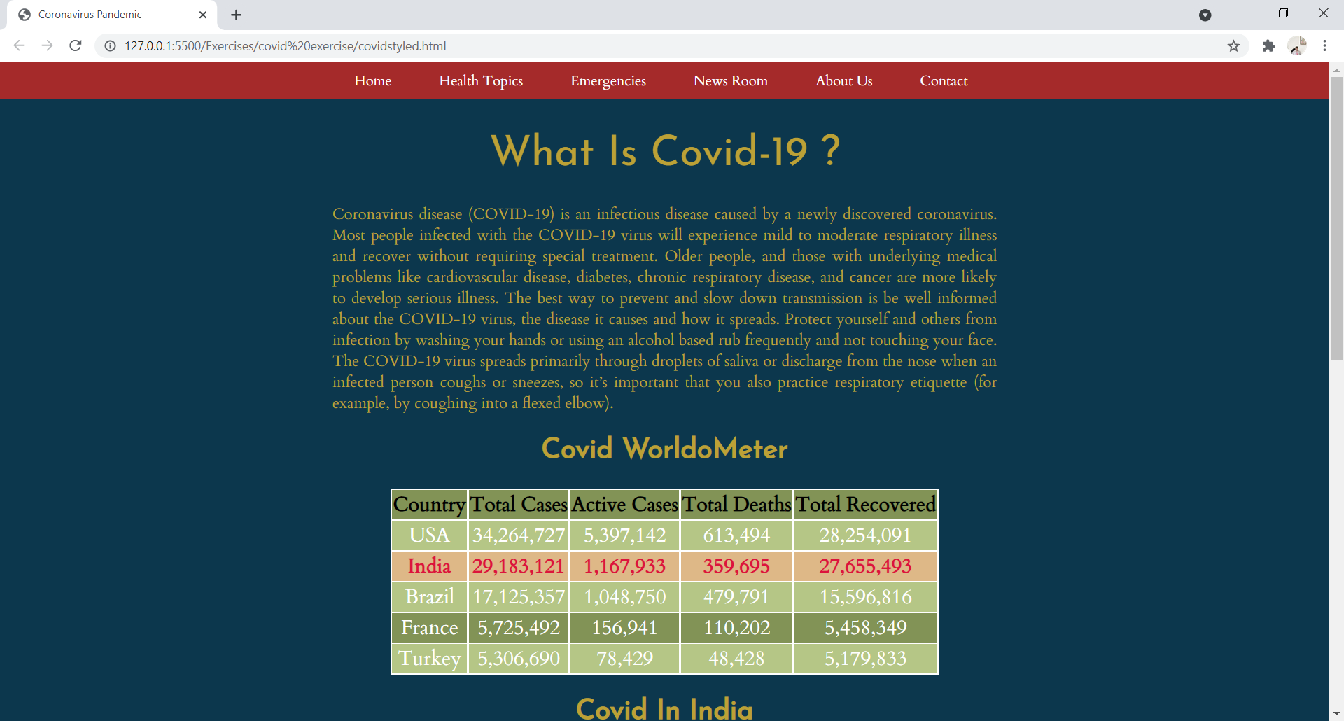 Coronavirus Pandemic
127.0.0.1:5500/Exercises/covid%20exercise/covidstyled.html
Home Health Topics Emergencies News Room About Us Contact
What Is Covid-19 ?
Coronavirus disease (COVID-19) is an infectious disease caused by a newly discovered coronavirus.
Most people infected with the COVID-19 virus will experience mild to moderate respiratory illness
and recover without requiring special treatment. Older people, and those with underlying medical
problems like cardiovascular disease, diabetes, chronic respiratory disease, and cancer are more likely
to develop serious illness. The best way to prevent and slow down transmission is be well informed
about the COVID-19 virus, the disease it causes and how it spreads. Protect yourself and others from
infection by washing your hands or using an alcohol based rub frequently and not touching your face.
The COVID-19 virus spreads primarily through droplets of saliva or discharge from the nose when an
infected person coughs or sneezes, so it's important that you also practice respiratory etiquette (for
example, by coughing into a flexed elbow).
Covid WorldoMeter
Country Total Cases Active Cases Total Deaths Total Recovered
USA 34,264,727 5,397,142 613,494 28,254,091
India 29,183,121 1,167,933 359,695 27,655,493
Brazil 17,125,357 1,048,750 479,791 15,596,816
France 5,725,492 156,941 110,202 5,458,349
Turkey 5,306,690 78,429 48,428 5,179,833
Covid In India